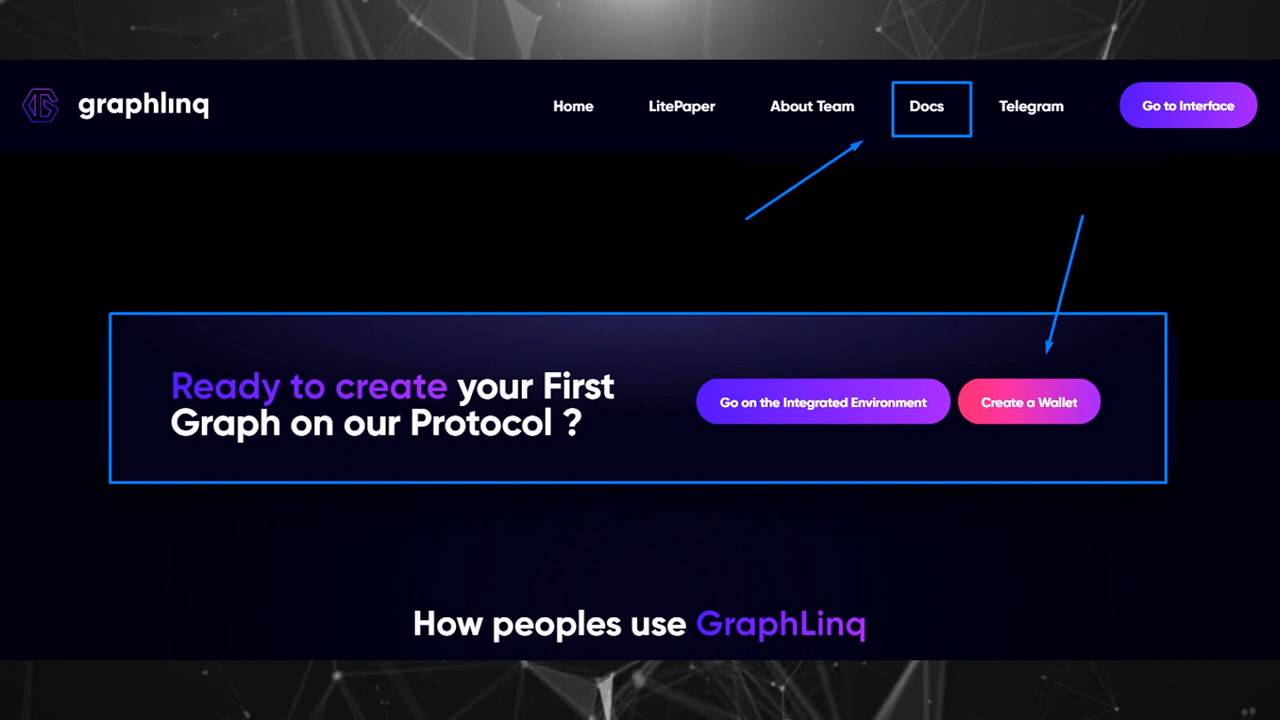 graphlınq
Home LitePaper About Team Docs Telegram Go to Interface
Ready to create your First
Graph on our Protocol ?
Go on the Integrated Environment Create a Wallet
How peoples use GraphLinq